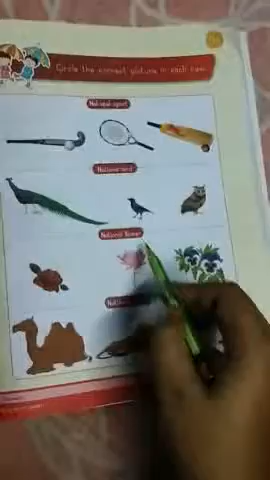 Circle the correct picture in each row.
National sport
National bird
National flower